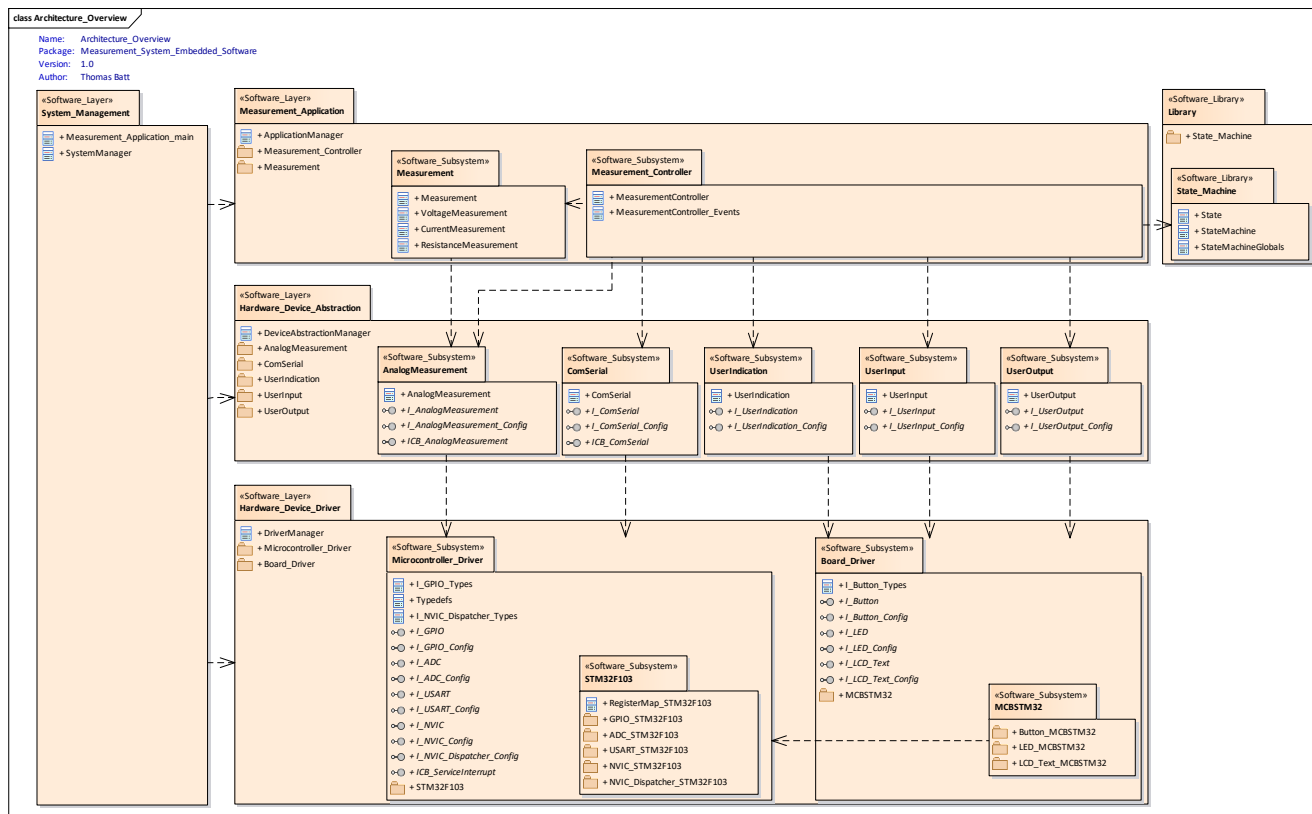 class Architecture_Overview
Name: Architecture_Overview
Package: Measurement_System_Embedded_Software
Version: 1.0
Author: Thomas Batt
«Software_Layer»
System_Management
+ Measurement_Application_main
+ SystemManager
«Software_Layer»
Measurement_Application
+ ApplicationManager
+ Measurement_Controller
+ Measurement
«Software_Subsystem»
Measurement
+ Measurement
+ VoltageMeasurement
+ CurrentMeasurement
+ ResistanceMeasurement
«Software_Subsystem»
Measurement_Controller
+ MeasurementController
+ MeasurementController_Events
«Software_Library»
Library
+ State_Machine
«Software_Library»
State_Machine
+ State
+ StateMachine
+ StateMachineGlobals
«Software_Layer»
Hardware_Device_Abstraction
+ DeviceAbstractionManager
+ AnalogMeasurement
+ ComSerial
+ UserIndication
+ UserInput
+ UserOutput
«Software_Subsystem»
AnalogMeasurement
+ AnalogMeasurement
+ I_AnalogMeasurement
+ I_AnalogMeasurement_Config
+ ICB_AnalogMeasurement
«Software_Subsystem»
ComSerial
+ ComSerial
+ I_ComSerial
+ I_ComSerial_Config
+ ICB_ComSerial
«Software_Subsystem»
UserIndication
+ UserIndication
+ I_UserIndication
+ I_UserIndication_Config
«Software_Subsystem»
UserInput
+ UserInput
+ I_UserInput
+ I_UserInput_Config
«Software_Subsystem»
UserOutput
+ UserOutput
+ I_UserOutput
+ I_UserOutput_Config
«Software_Layer»
Hardware_Device_Driver
+ DriverManager
+ Microcontroller_Driver
+ Board_Driver
«Software_Subsystem»
Microcontroller_Driver
+ I_GPIO_Types
+ Typedefs
+ I_NVIC_Dispatcher_Types
+ I_GPIO
+ I_GPIO_Config
+ I_ADC
+ I_ADC_Config
+ I_USART
+ I_USART_Config
+ I_NVIC
+ I_NVIC_Config
+ I_NVIC_Dispatcher_Config
+ ICB_ServiceInterrupt
+ STM32F103
«Software_Subsystem»
STM32F103
+ RegisterMap_STM32F103
+ GPIO_STM32F103
+ ADC_STM32F103
+ USART_STM32F103
+ NVIC_STM32F103
+ NVIC_Dispatcher_STM32F103
«Software_Subsystem»
Board_Driver
+ I_Button_Types
+ I_Button
+ I_Button_Config
+ I_LED
+ I_LED_Config
+ I_LCD_Text
+ I_LCD_Text_Config
+ MCBSTM32
«Software_Subsystem»
MCBSTM32
+ Button_MCBSTM32
+ LED_MCBSTM32
+ LCD_Text_MCBSTM32